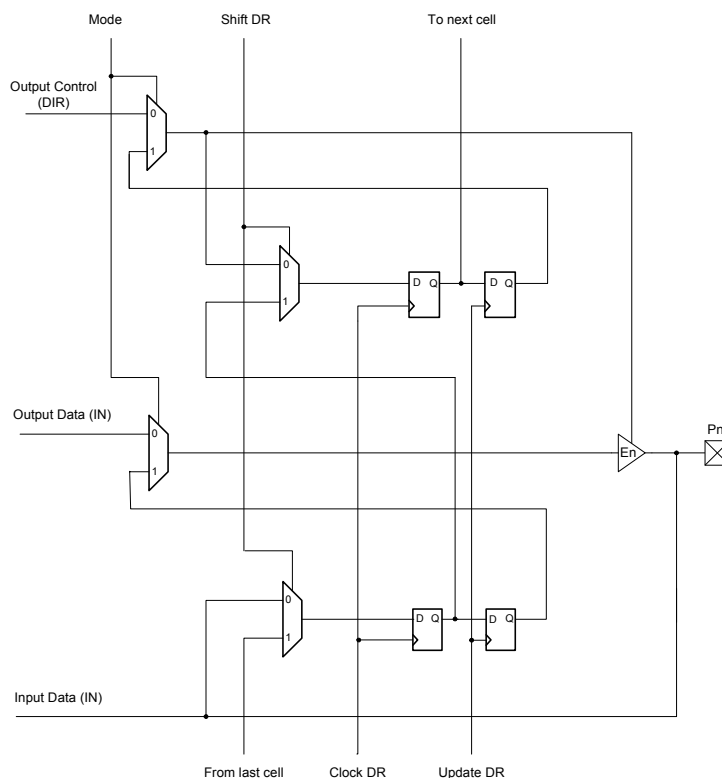 Mode
Shift DR
To next cell
Output Control
(DIR)
0
1
0
1
D Q
D Q
Output Data (IN)
0
1
En
Pn
0
1
D Q
D Q
Input Data (IN)
From last cell
Clock DR
Update DR